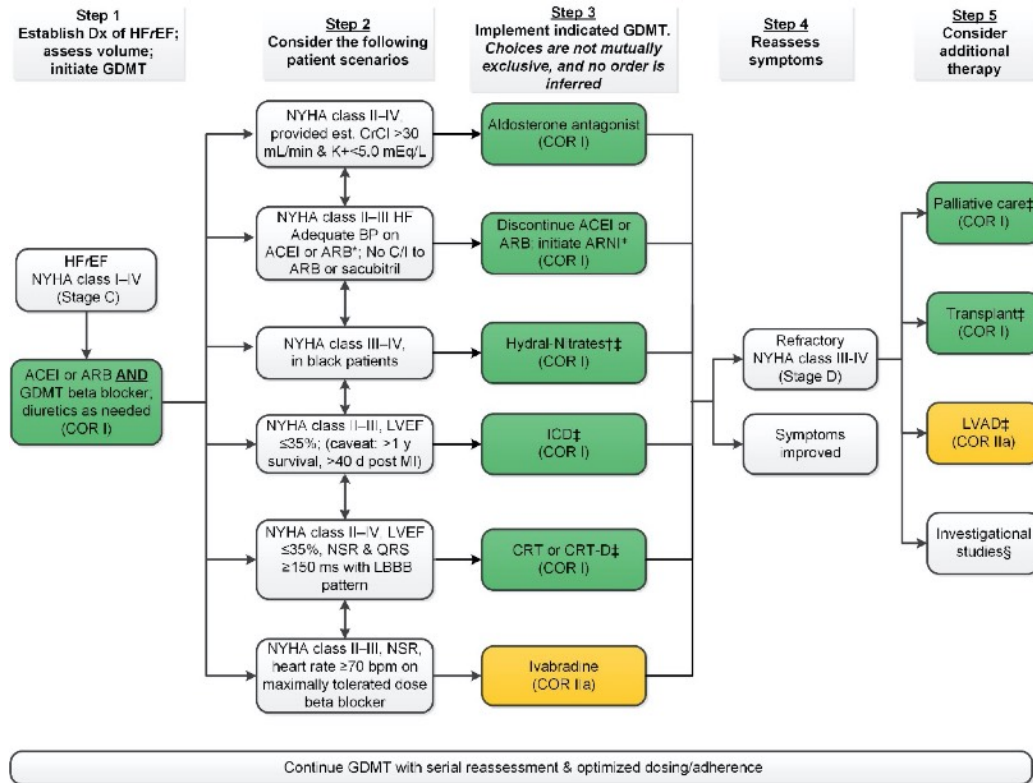 Step 1
Establish Dx of HFrEF;
assess volume;
initiate GDMT
Step 2
Consider the following
patient scenarios
Step 3
Implement indicated GDMT.
Choices are not mutually
exclusive, and no order is
inferred
Step 4
Reassess
symptoms
Step 5
Consider
additional
therapy
HFrEF
NYHA class I–IV
(Stage C)
ACEI or ARB AND
GDMT beta blocker;
diuretics as needed
(COR I)
NYHA class II–IV,
provided est. CrCl >30
mL/min & K+<5.0 mEq/L
NYHA class II–III HF
Adequate BP on
ACEI or ARB*; No C/I to
ARB or sacubitril
NYHA class III–IV,
in black patients
NYHA class II–III, LVEF
≤35%; (caveat: >1 y
survival, >40 d post MI)
NYHA class II–IV, LVEF
≤35%, NSR & QRS
≥150 ms with LBBB
pattern
NYHA class II–III, NSR,
heart rate ≥70 bpm on
maximally tolerated dose
beta blocker
Aldosterone antagonist
(COR I)
Discontinue ACEI or
ARB; initiate ARNI*
(COR I)
Hydral-Nitrates†‡
(COR I)
ICD‡
(COR I)
CRT or CRT-D‡
(COR I)
Ivabradine
(COR IIa)
Refractory
NYHA class III-IV
(Stage D)
Symptoms
improved
Palliative care‡
(COR I)
Transplant‡
(COR I)
LVAD‡
(COR IIa)
Investigational
studies§
Continue GDMT with serial reassessment & optimized dosing/adherence